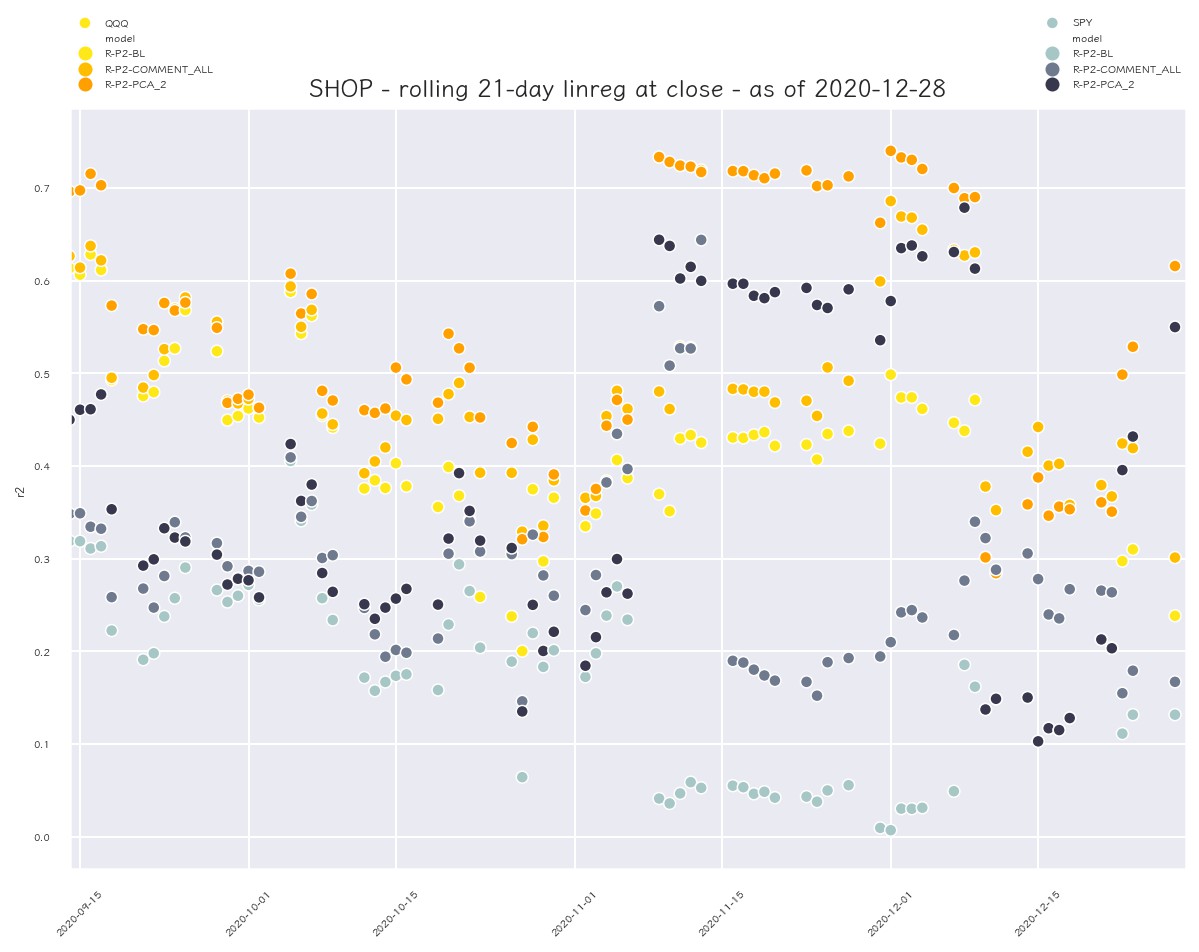 QQQ
model
R-P2-BL
R-P2-COMMENT_ALL
R-P2-PCA_2
SPY
model
R-P2-BL
R-P2-COMMENT_ALL
R-P2-PCA_2
SHOP - rolling 21-day linreg at close - as of 2020-12-28
0.7
0.6
0.5
0.4
0.3
0.2
0.1
0.0
r2
2020-09-15
2020-10-01
2020-10-15
2020-11-01
2020-11-15
2020-12-01
2020-12-15